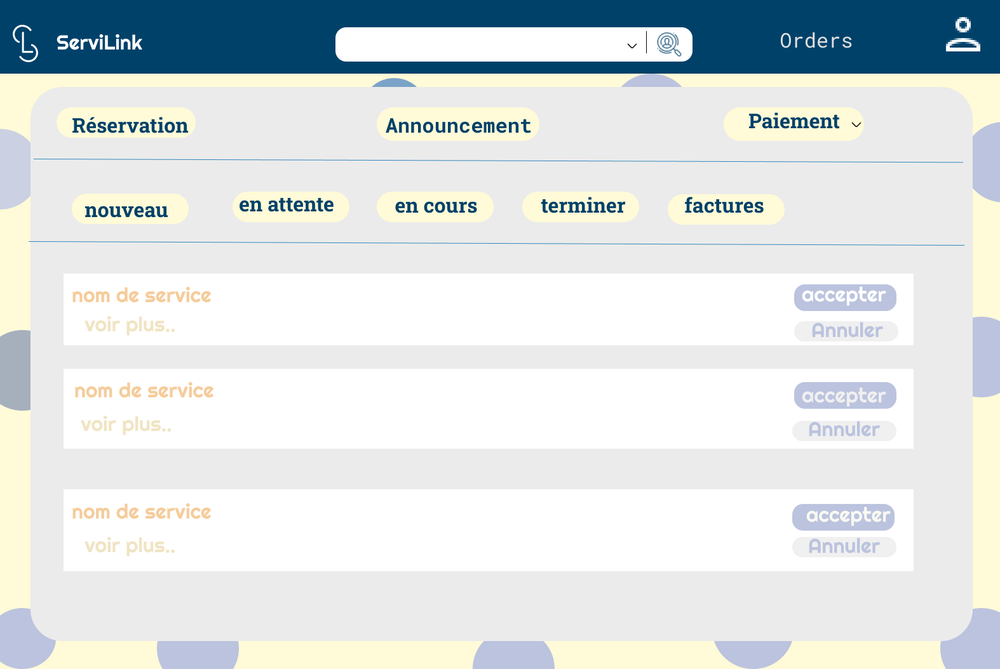 ServiLink
Orders
Réservation
Announcement
Paiement
nouveau
en attente
en cours
terminer
factures
nom de service
accepter
voir plus..
Annuler
nom de service
accepter
voir plus..
Annuler
nom de service
accepter
voir plus..
Annuler